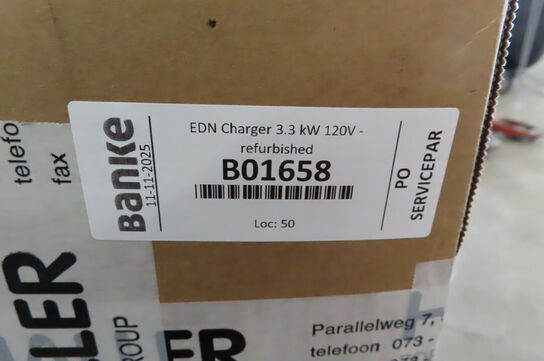 Banke
11-11-2025
EDN Charger 3.3 kW 120V -
refurbished
B01658
Loc: 50
PO
SERVICEPAR
telefo
fax
LER
ROUP
ER
Parallelweg 7,
telefoon 073 -